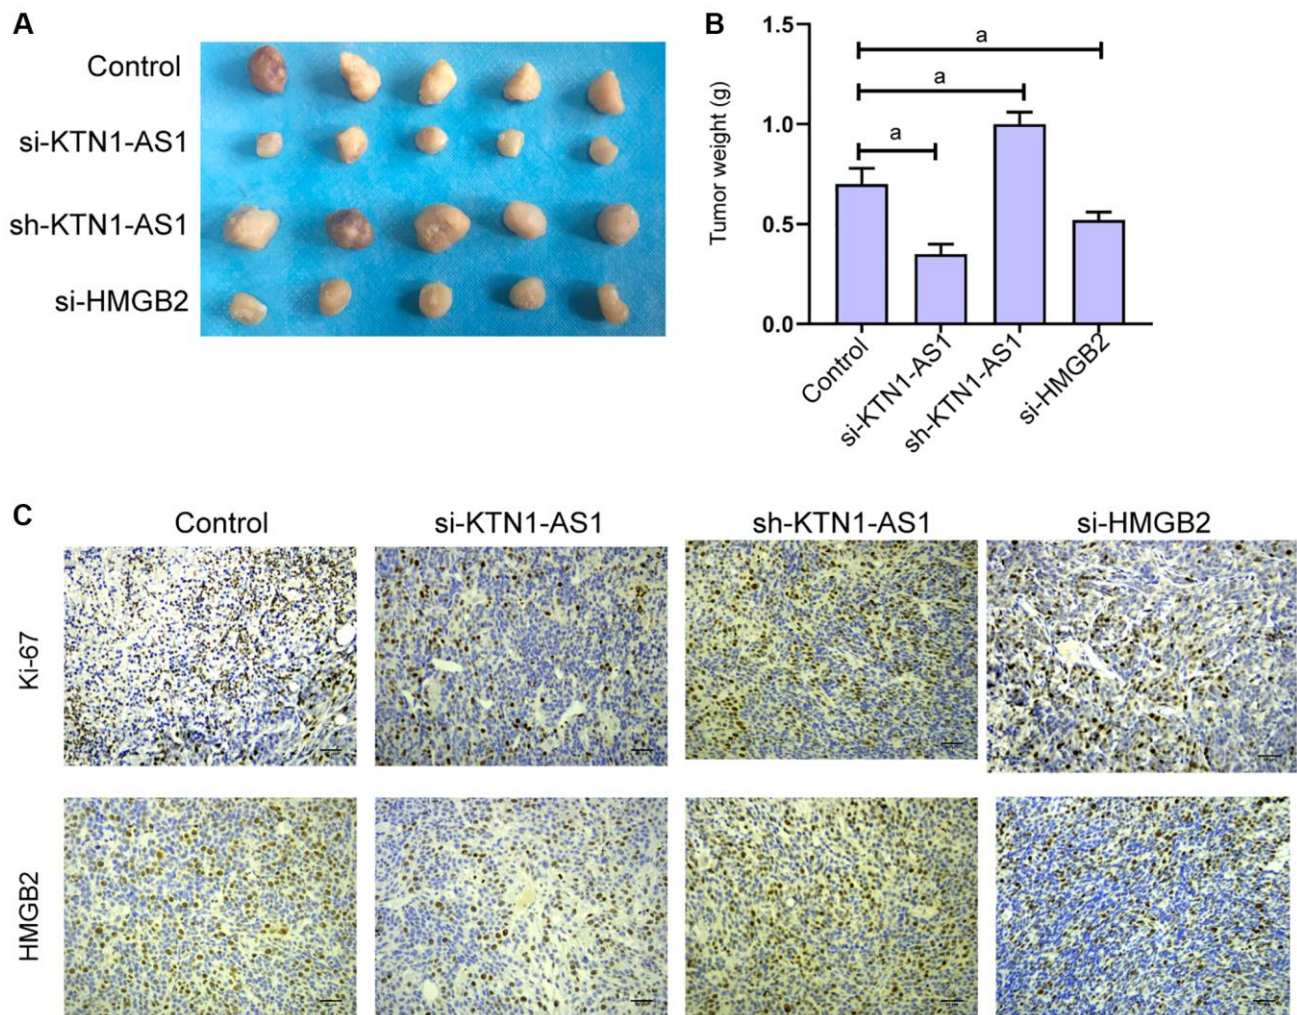 A
Control
si-KTN1-AS1
sh-KTN1-AS1
si-HMGB2
B
Tumor weight (g)
1.5
1.0
0.5
0.0
a
a
a
Control
si-KTN1-AS1
sh-KTN1-AS1
si-HMGB2
C
Control
si-KTN1-AS1
sh-KTN1-AS1
si-HMGB2
Ki-67
HMGB2